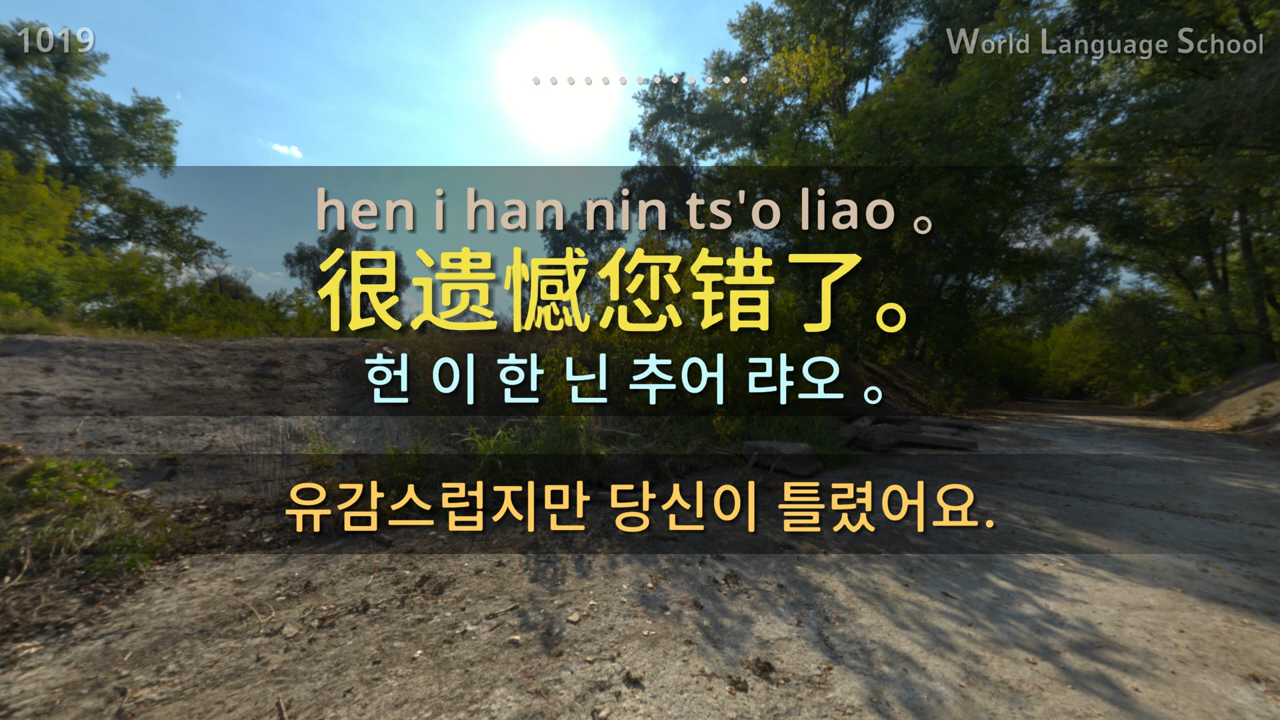 1019
World Language School
............
hen i han nin ts'o liao 。
很遗憾您错了。
헌 이 한 닌 추어 랴오 。
유감스럽지만 당신이 틀렸어요.